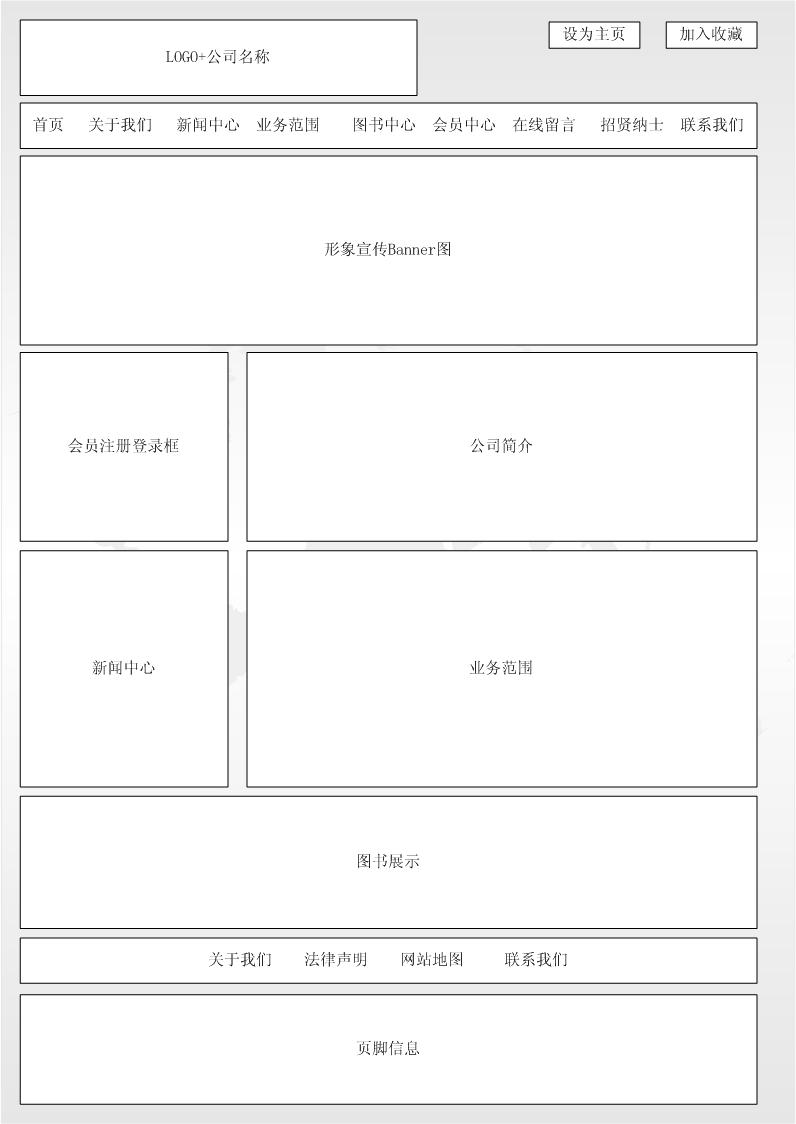 LOGO+公司名称
设为主页 加入收藏
首页 关于我们 新闻中心 业务范围 图书中心 会员中心 在线留言 招贤纳士 联系我们
形象宣传Banner图
会员注册登录框
公司简介
新闻中心
业务范围
图书展示
关于我们 法律声明 网站地图 联系我们
页脚信息